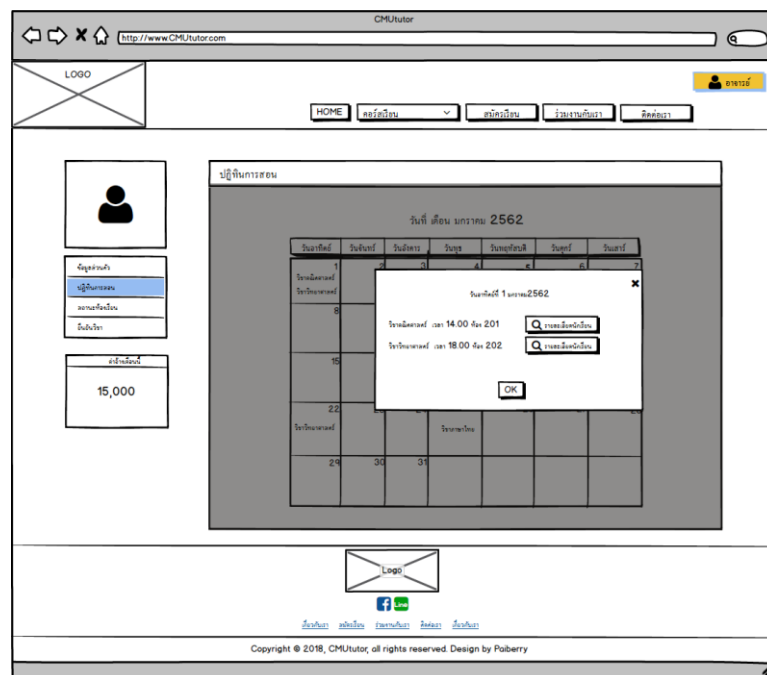 CMUtutor
http://www.CMUtutor.com
LOGO
อาจารย์
HOME คอร์สเรียน สมัครเรียน ร่วมงานกับเรา ติดต่อเรา
ปฏิทินการสอน
วันที่ เดือน มกราคม 2562
วันอาทิตย์ วันจันทร์ วันอังคาร วันพุธ วันพฤหัสบดี วันศุกร์ วันเสาร์
1 2 3 4 5 6 7
วิชาคณิตศาสตร์
วิชาวิทยาศาสตร์
8
15
22
วิชาวิทยาศาสตร์ วิชาภาษาไทย
29 30 31
วันอาทิตย์ที่ 1 มกราคม2562
วิชาคณิตศาสตร์ เวลา 14.00 ห้อง 201 รายละเอียดนักเรียน
วิชาวิทยาศาสตร์ เวลา 18.00 ห้อง 202 รายละเอียดนักเรียน
OK
ข้อมูลส่วนตัว
ปฏิทินการสอน
สถานะห้องเรียน
ยืนยันวิชา
ค่าจ้างเดือนนี้
15,000
Logo
Line
เกี่ยวกับเรา สมัครเรียน ร่วมงานกับเรา ติดต่อเรา เกี่ยวกับเรา
Copyright © 2018, CMUtutor, all rights reserved. Design by Paiberry